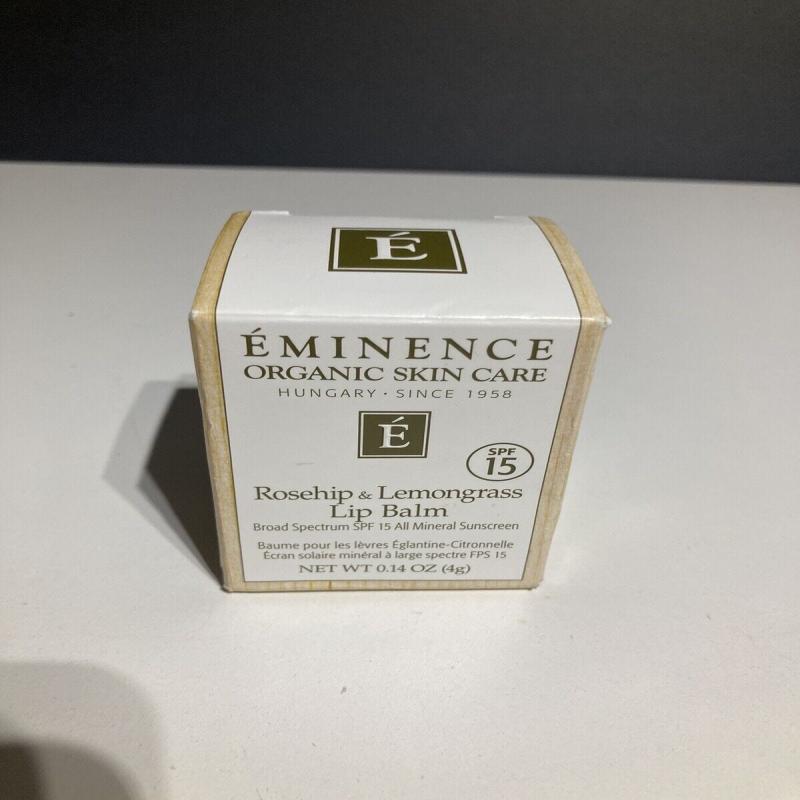 É
ÉMINENCE
ORGANIC SKIN CARE
HUNGARY · SINCE 1958
É
SPF
15
Rosehip & Lemongrass
Lip Balm
Broad Spectrum SPF 15 All Mineral Sunscreen
Baume pour les lèvres Églantine-Citronnelle
Écran solaire minéral à large spectre FPS 15
NET WT 0.14 OZ (4g)